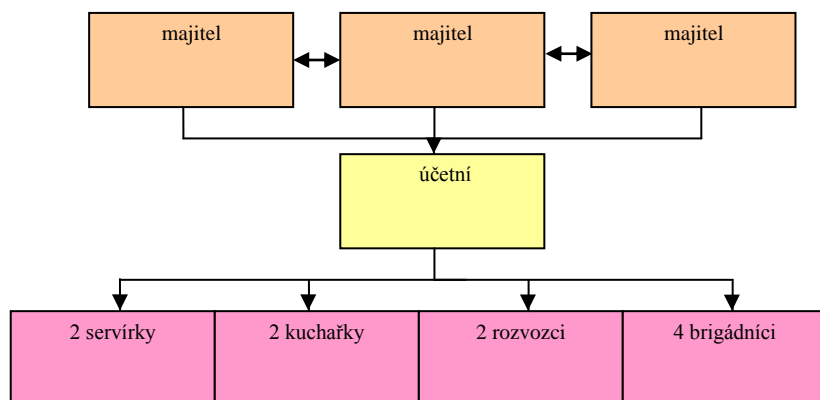 majitel
majitel
majitel
účetní
2 servírky
2 kuchařky
2 rozvozci
4 brigádníci